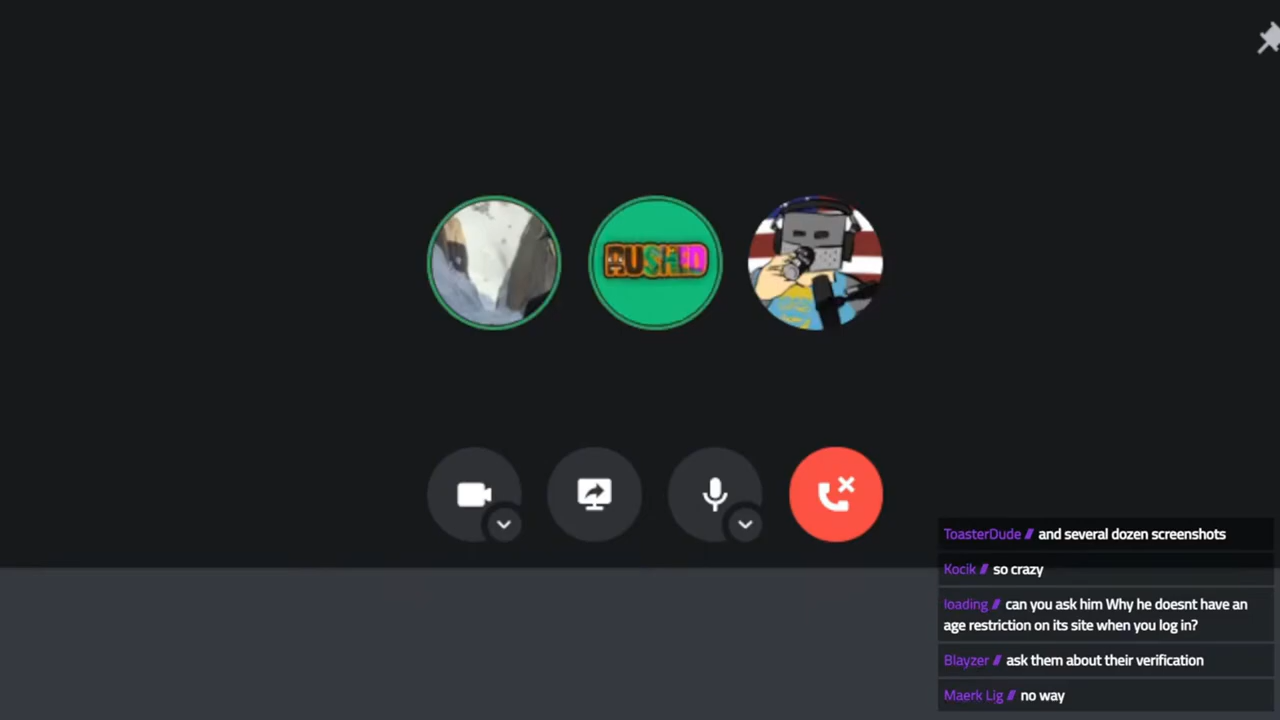 RUSHID
ToasterDude // and several dozen screenshots
Kocik // so crazy
loading // can you ask him Why he doesnt have an
age restriction on its site when you log in?
Blayzer // ask them about their verification
Maerk Lig // no way